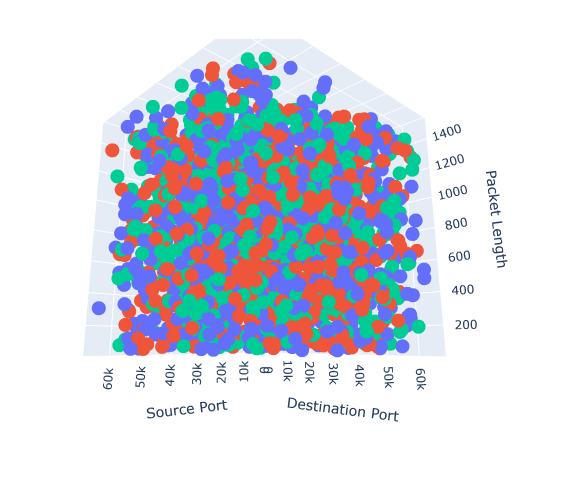 1400
1200
1000
800
600
400
200
Packet Length
60k
50k
40k
30k
20k
10k
0
10k
20k
30k
40k
50k
60k
Source Port
Destination Port